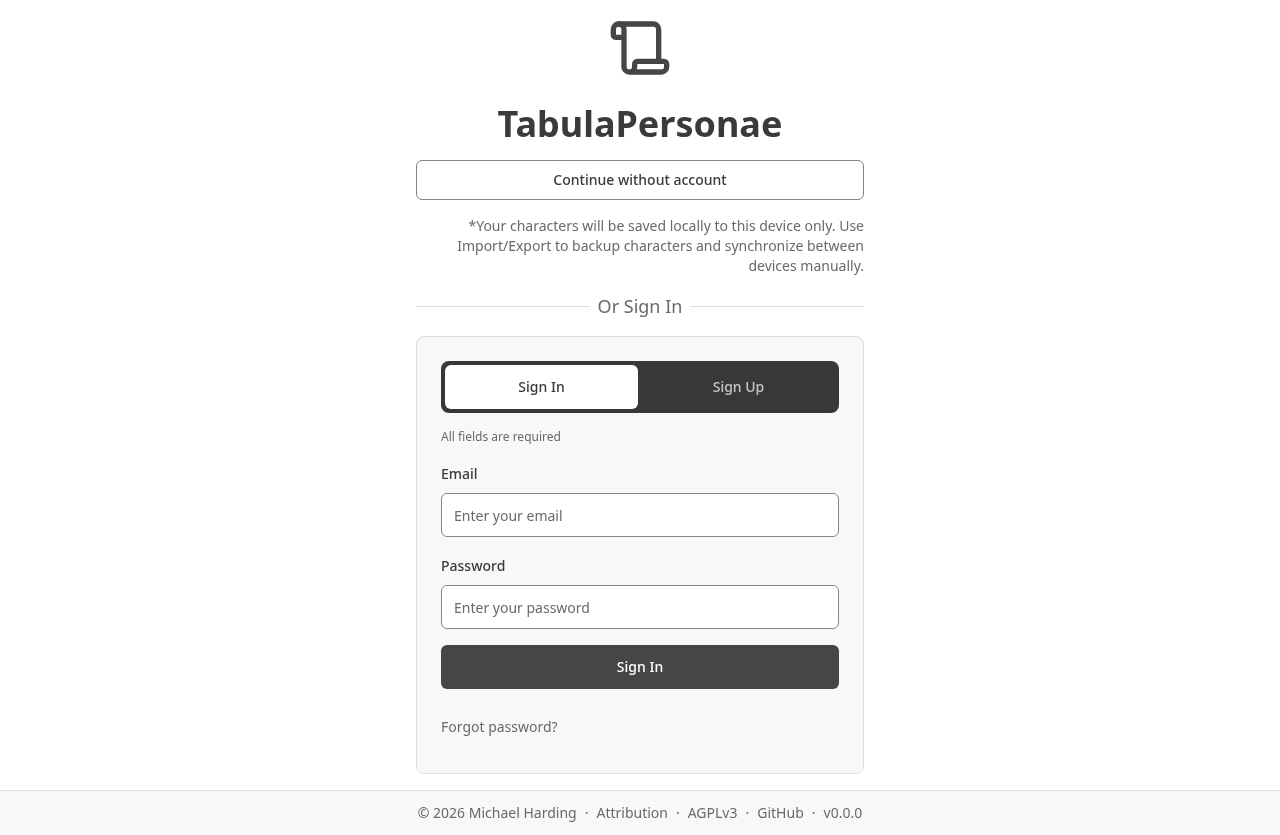 TabulaPersonae
Continue without account
*Your characters will be saved locally to this device only. Use
Import/Export to backup characters and synchronize between
devices manually.
Or Sign In
Sign In
Sign Up
All fields are required
Email
Enter your email
Password
Enter your password
Sign In
Forgot password?
© 2026 Michael Harding · Attribution · AGPLv3 · GitHub · v0.0.0